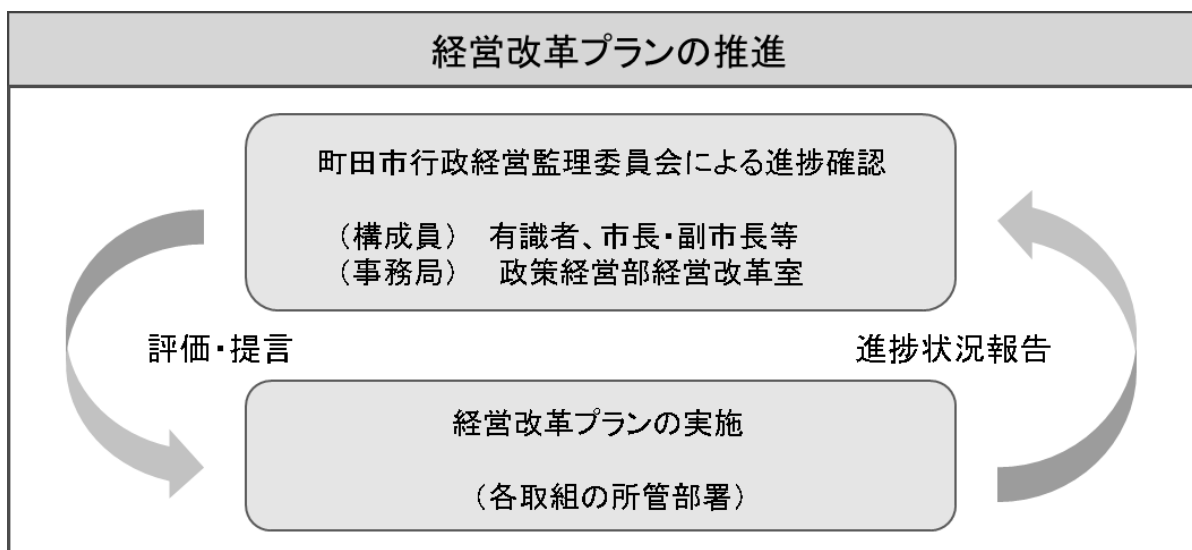 経営改革プランの推進
町田市行政経営監理委員会による進捗確認
（構成員）　有識者、市長・副市長等
（事務局）　政策経営部経営改革室
評価・提言
進捗状況報告
経営改革プランの実施
（各取組の所管部署）